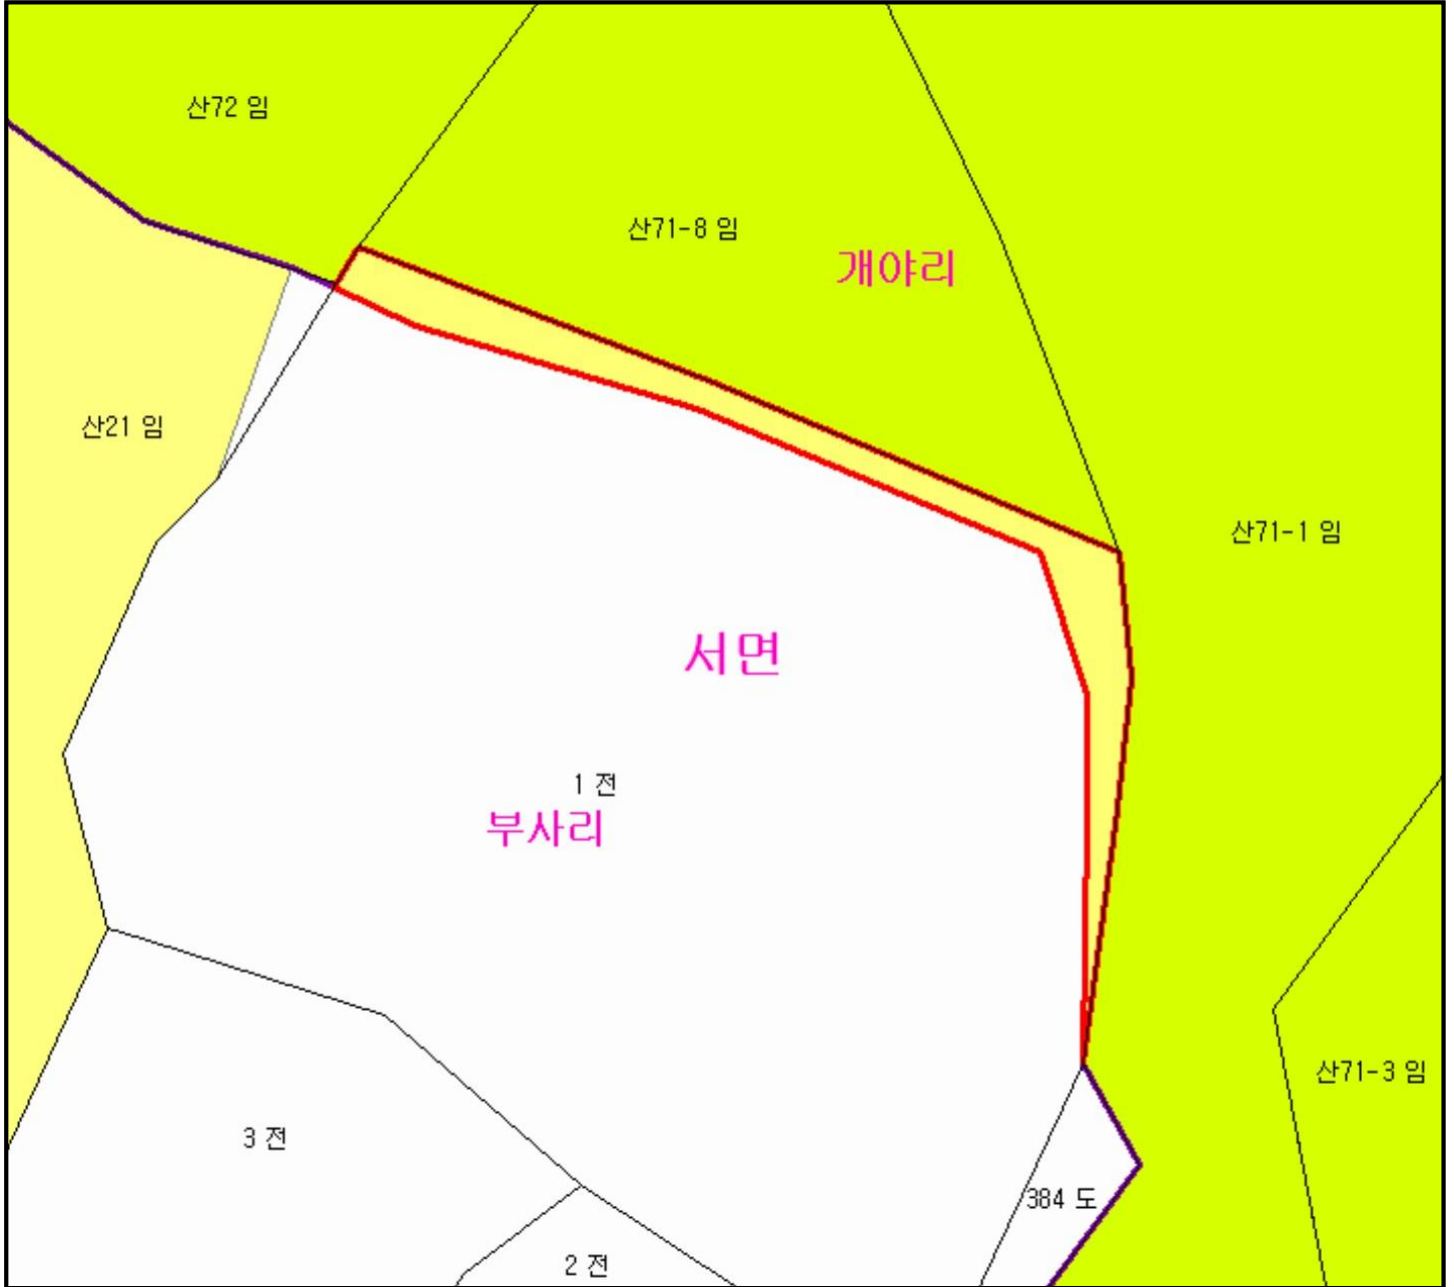 산72 임
산71-8 임
개야리
산21 임
산71-1 임
서면
1 전
부사리
산71-3 임
3 전
384 도
2 전